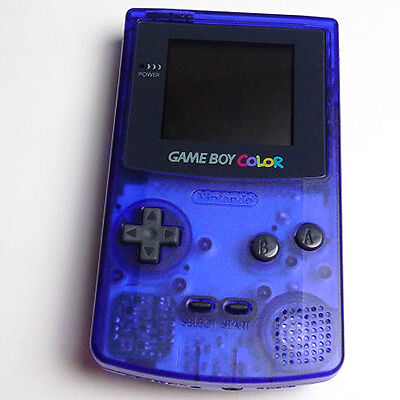 POWER
GAME BOY COLOR
Nintendo
B
A
SELECT START